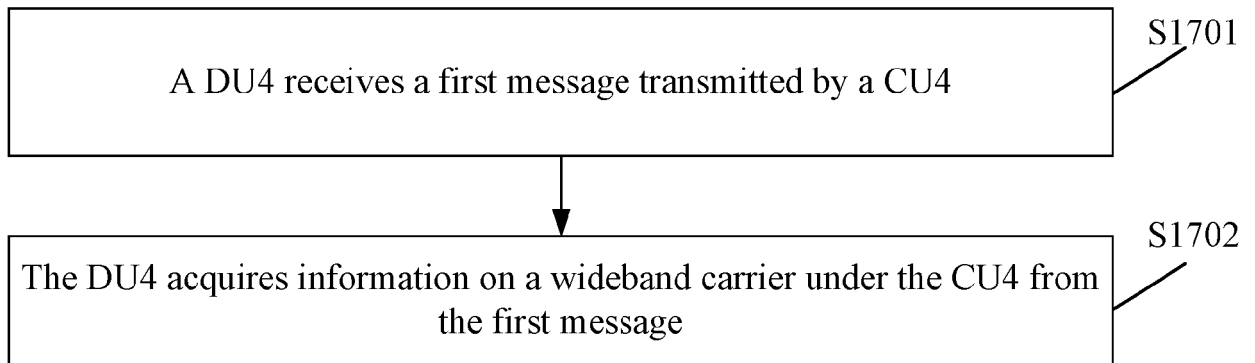 S1701
A DU4 receives a first message transmitted by a CU4
S1702
The DU4 acquires information on a wideband carrier under the CU4 from
the first message